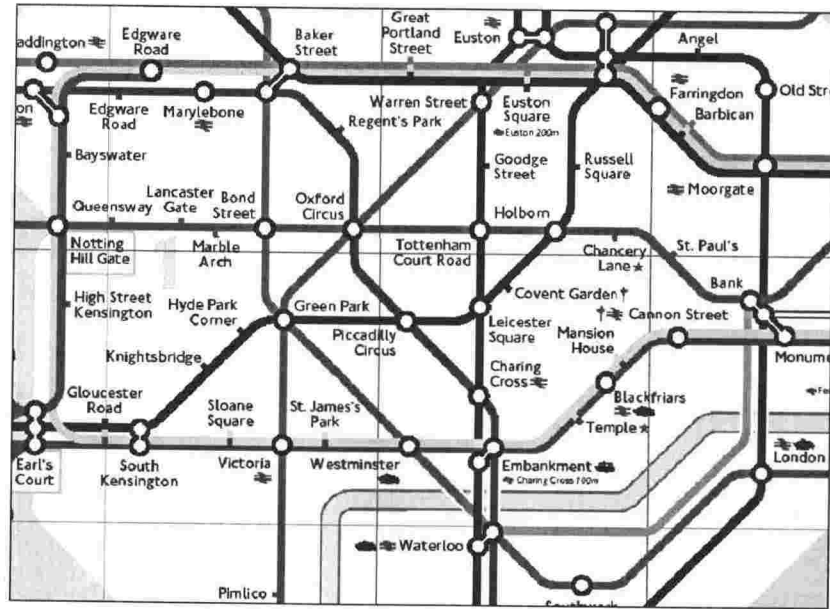 Great
Portland
Street
Euston
Edgware
Road
Baker
Street
Angel
addington
Warren Street
Euston
Square
Euston 200m
Farringdon
Barbican
Old Stre
on
Edgware
Road
Marylebone
Regent's Park
Bayswater
Goodge
Street
Russell
Square
Moorgate
Queensway
Lancaster
Gate
Bond
Street
Oxford
Circus
Holborn
Notting
Hill Gate
Marble
Arch
Tottenham
Court Road
Chancery
Lane
St. Paul's
Bank
High Street
Kensington
Hyde Park
Corner
Green Park
Piccadilly
Circus
Covent Garden
Leicester
Square
Cannon Street
Mansion
House
Monume
Knightsbridge
Charing
Cross
Gloucester
Road
Sloane
Square
St. James's
Park
Blackfriars
Temple
Earl's
Court
South
Kensington
Victoria
Westminster
Embankment
Charing Cross 100m
London
Waterloo
Pimlico